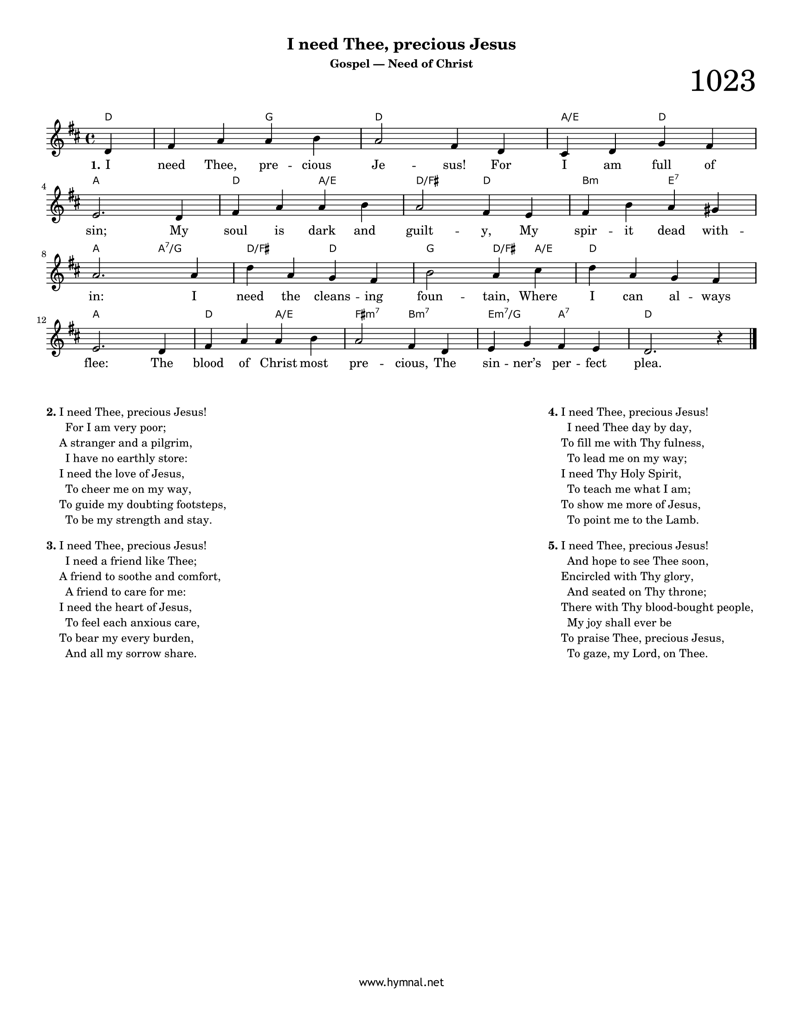 I need Thee, precious Jesus
Gospel — Need of Christ
1023
D G D A/E D
1. I need Thee, pre - cious Je - sus! For I am full of
4
A D A/E D/F♯ D Bm E7
sin; My soul is dark and guilt - y, My spir - it dead with -
8
A A7/G D/F♯ D G D/F♯ A/E D
in: I need the cleans - ing foun - tain, Where I can al - ways
12
A D A/E F♯m7 Bm7 Em7/G A7 D
flee: The blood of Christ most pre - cious, The sin - ner's per - fect plea.
2. I need Thee, precious Jesus!
For I am very poor;
A stranger and a pilgrim,
I have no earthly store:
I need the love of Jesus,
To cheer me on my way,
To guide my doubting footsteps,
To be my strength and stay.
3. I need Thee, precious Jesus!
I need a friend like Thee;
A friend to soothe and comfort,
A friend to care for me:
I need the heart of Jesus,
To feel each anxious care,
To bear my every burden,
And all my sorrow share.
4. I need Thee, precious Jesus!
I need Thee day by day,
To fill me with Thy fulness,
To lead me on my way;
I need Thy Holy Spirit,
To teach me what I am;
To show me more of Jesus,
To point me to the Lamb.
5. I need Thee, precious Jesus!
And hope to see Thee soon,
Encircled with Thy glory,
And seated on Thy throne;
There with Thy blood-bought people,
My joy shall ever be
To praise Thee, precious Jesus,
To gaze, my Lord, on Thee.
www.hymnal.net